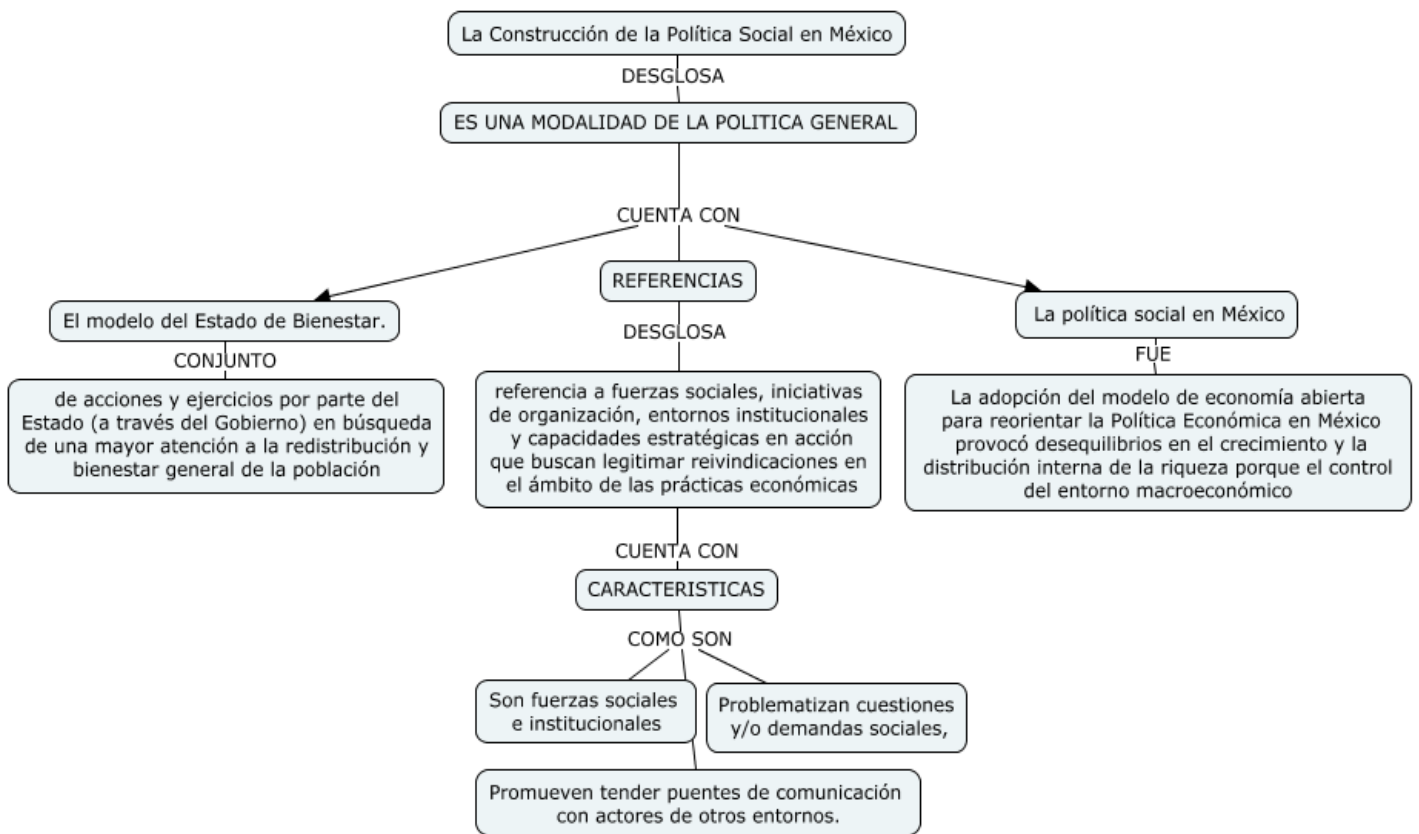 La Construcción de la Política Social en México
DESGLOSA
ES UNA MODALIDAD DE LA POLITICA GENERAL
CUENTA CON
El modelo del Estado de Bienestar.
CONJUNTO
de acciones y ejercicios por parte del
Estado (a través del Gobierno) en búsqueda
de una mayor atención a la redistribución y
bienestar general de la población
REFERENCIAS
DESGLOSA
referencia a fuerzas sociales, iniciativas
de organización, entornos institucionales
y capacidades estratégicas en acción
que buscan legitimar reivindicaciones en
el ámbito de las prácticas económicas
CUENTA CON
CARACTERISTICAS
COMO SON
Son fuerzas sociales
e institucionales
Problematizan cuestiones
y/o demandas sociales,
Promueven tender puentes de comunicación
con actores de otros entornos.
La política social en México
FUE
La adopción del modelo de economía abierta
para reorientar la Política Económica en México
provocó desequilibrios en el crecimiento y la
distribución interna de la riqueza porque el control
del entorno macroeconómico